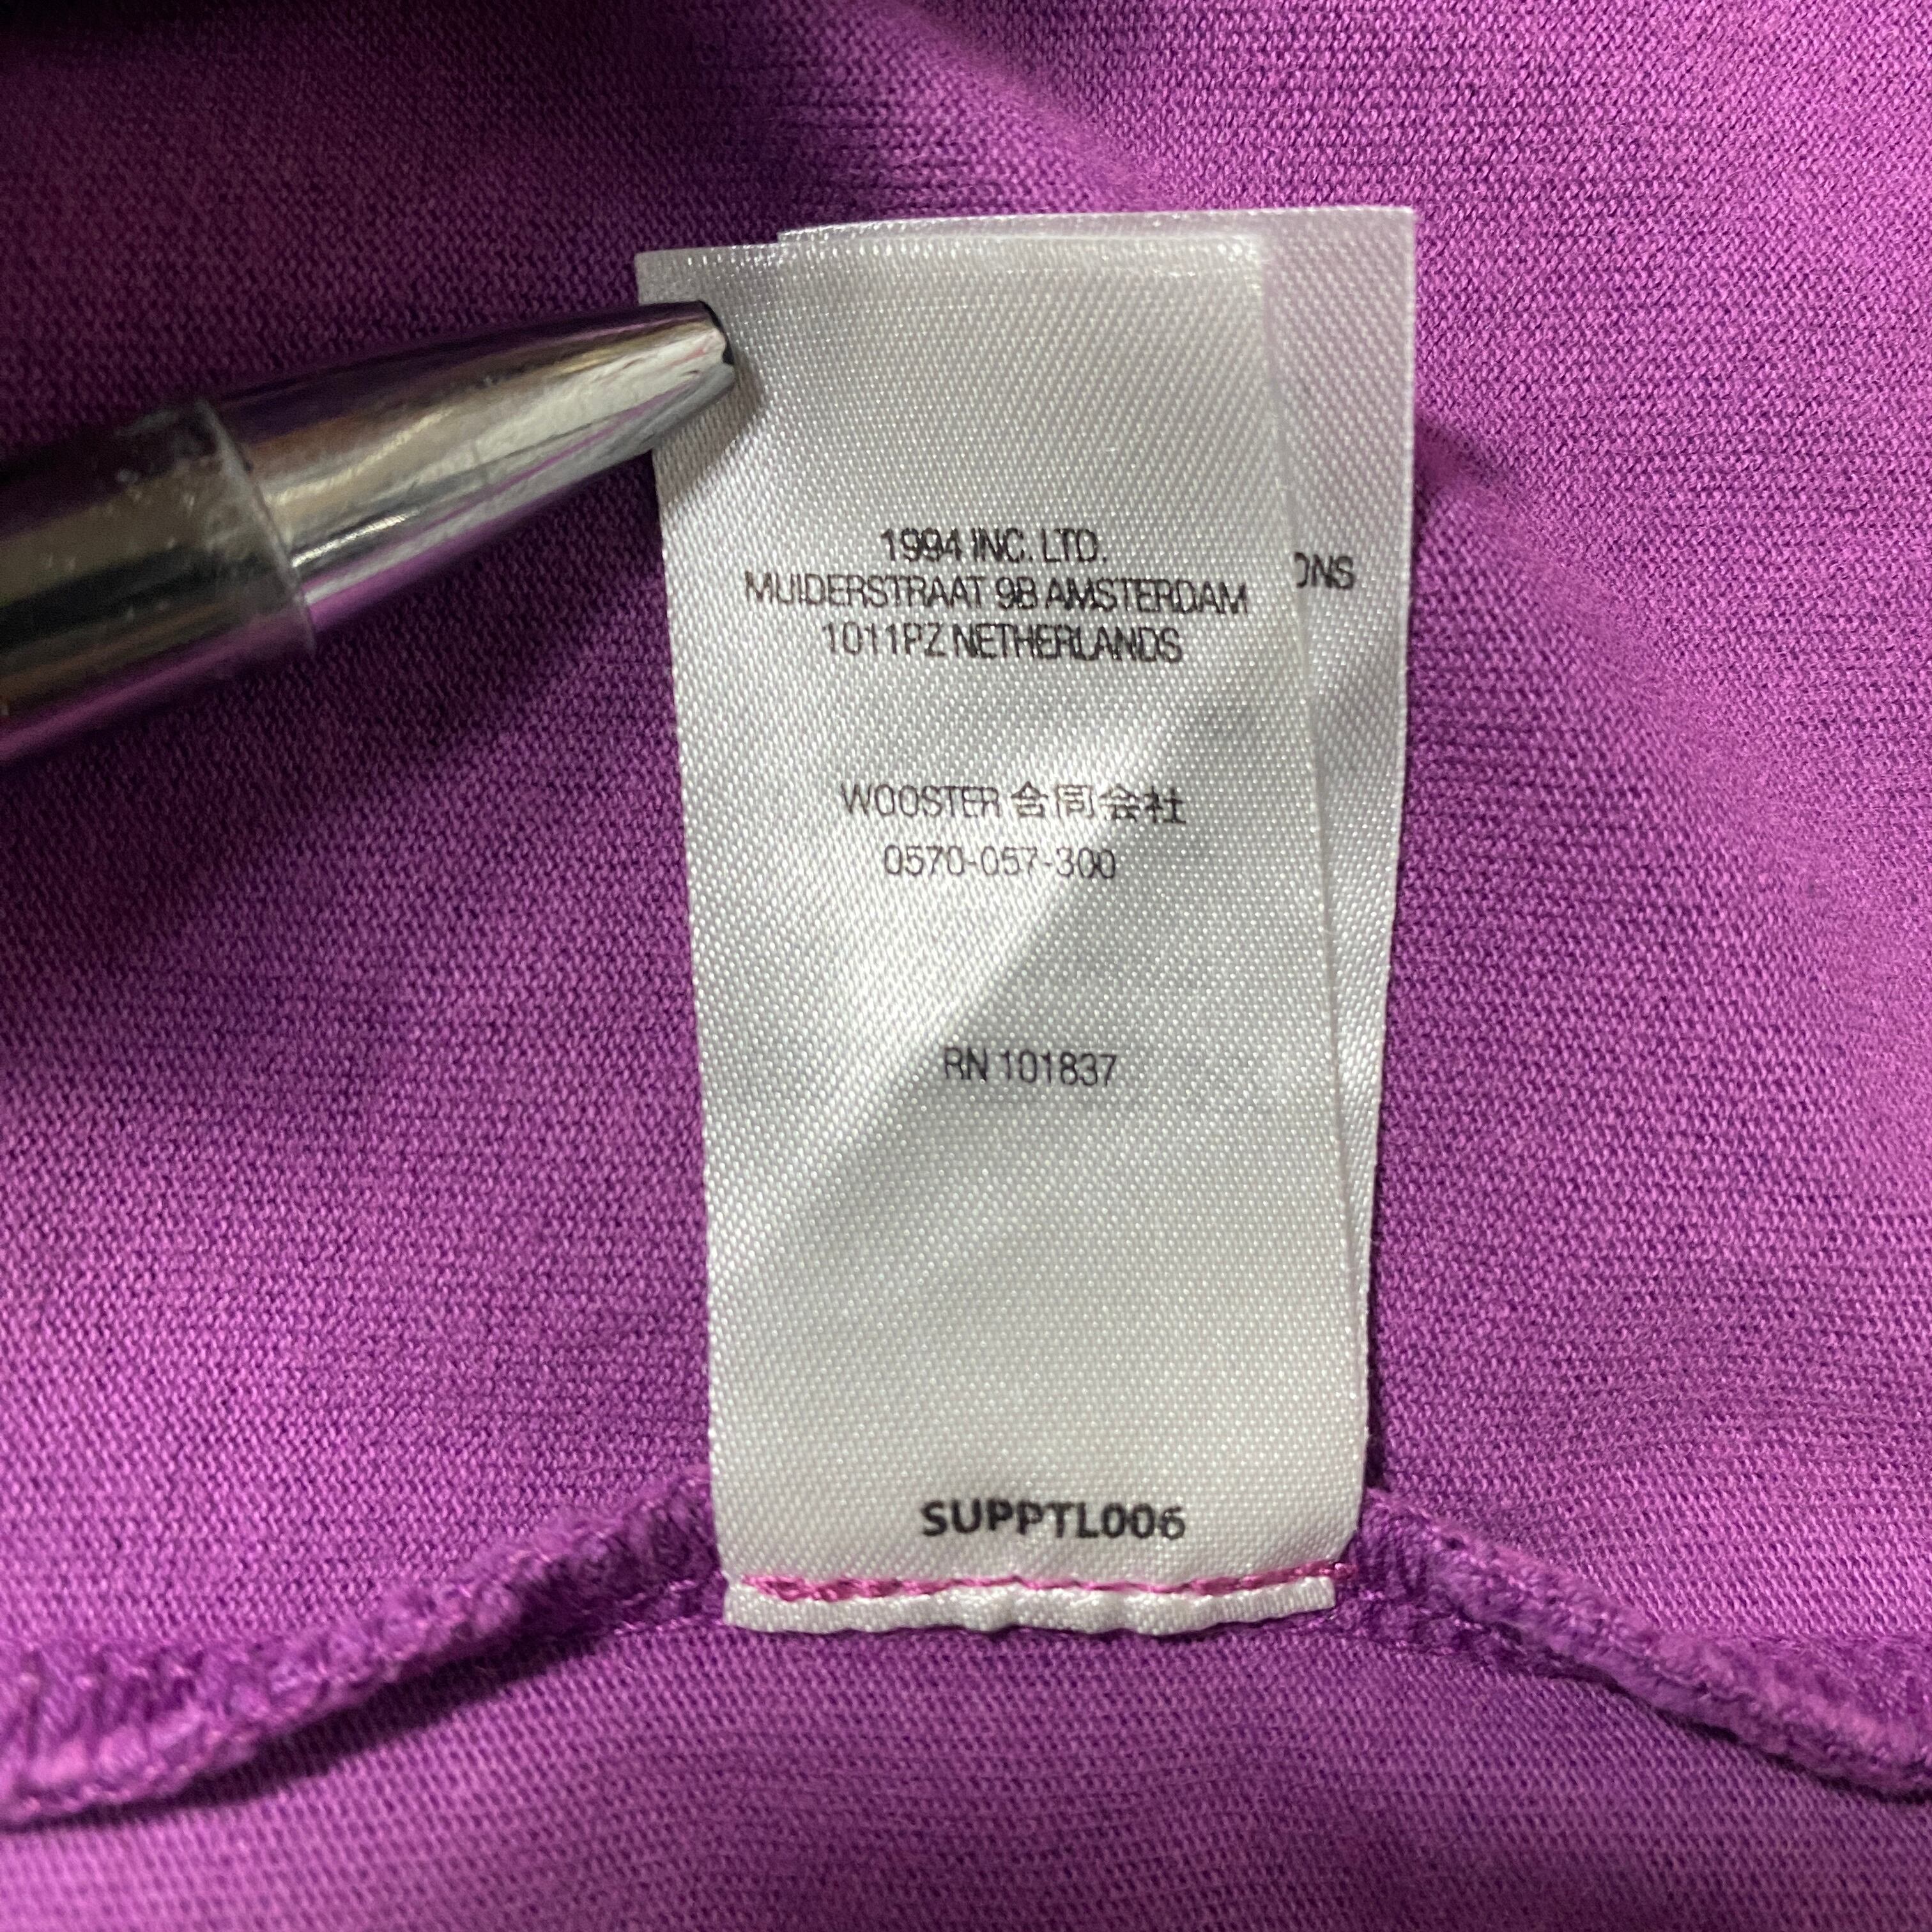 1994 INC. LTD.
MUIDERSTRAAT 9B AMSTERDAM
1011PZ NETHERLANDS
WOOSTER 合同会社
0570-057-300
RN 101837
SUPPTL006